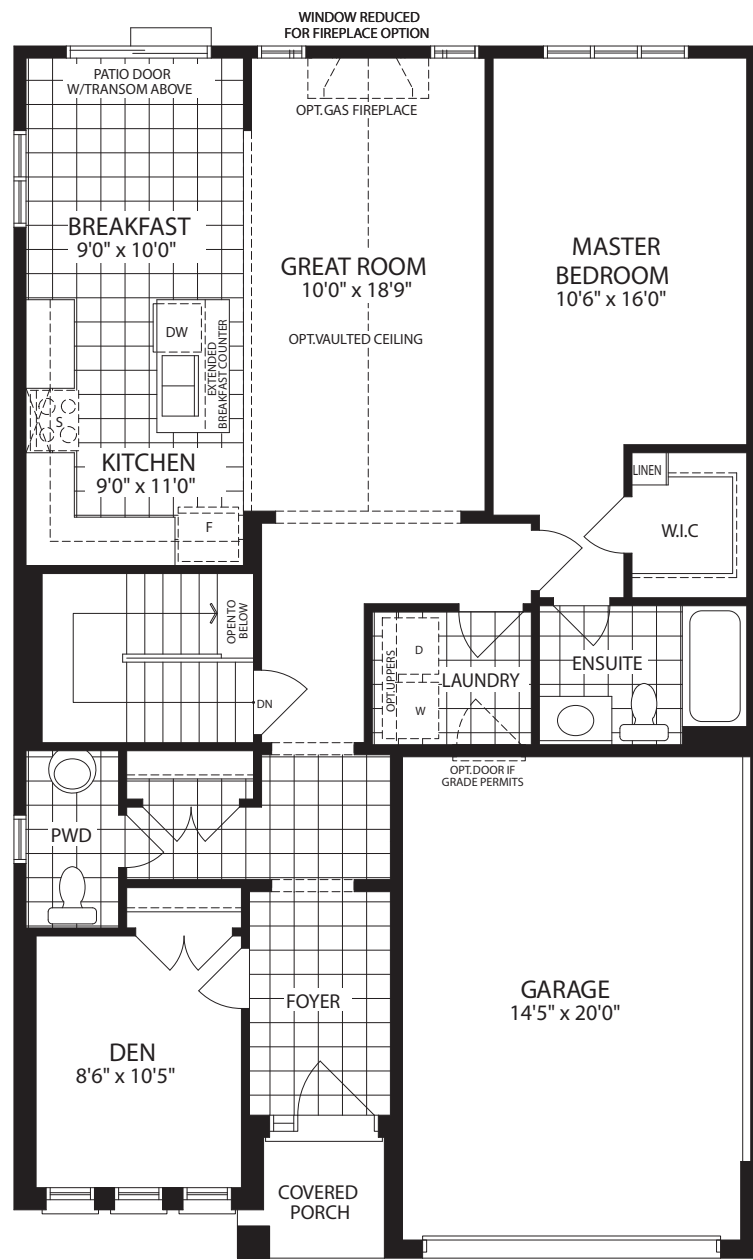 WINDOW REDUCED
FOR FIREPLACE OPTION
PATIO DOOR
W/TRANSOM ABOVE
OPT.GAS FIREPLACE
BREAKFAST
9'0" x 10'0"
GREAT ROOM
10'0" x 18'9"
MASTER
BEDROOM
10'6" x 16'0"
DW
EXTENDED
BREAKFAST COUNTER
OPT.VAULTED CEILING
S
KITCHEN
9'0" x 11'0"
F
LINEN
W.I.C
OPEN TO
BELOW
DN
OPT.UPPERS
D
W
LAUNDRY
ENSUITE
OPT.DOOR IF
GRADE PERMITS
PWD
FOYER
GARAGE
14'5" x 20'0"
DEN
8'6" x 10'5"
COVERED
PORCH